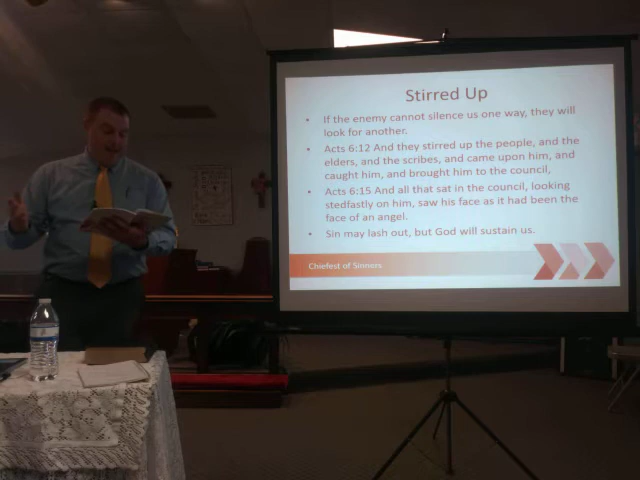 Stirred Up
• If the enemy cannot silence us one way, they will
look for another.
• Acts 6:12 And they stirred up the people, and the
elders, and the scribes, and came upon him, and
caught him, and brought him to the council,
• Acts 6:15 And all that sat in the council, looking
stedfastly on him, saw his face as it had been the
face of an angel.
• Sin may lash out, but God will sustain us.
Chiefest of Sinners